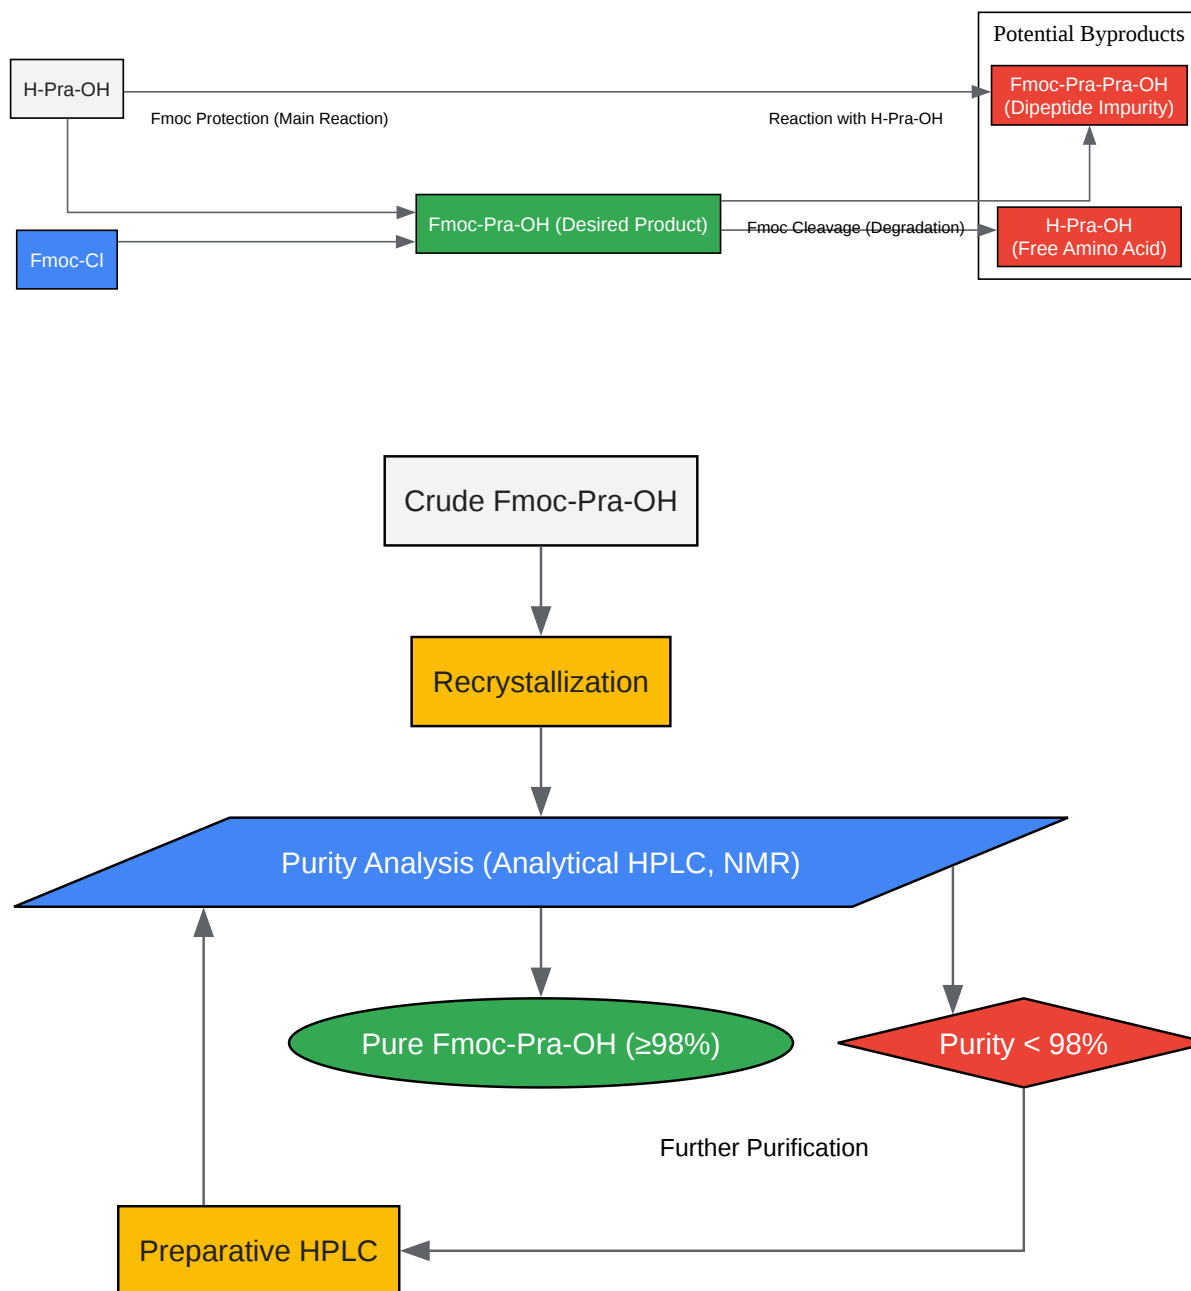 Potential Byproducts
H-Pra-OH
Fmoc-Pra-Pra-OH
(Dipeptide Impurity)
Fmoc Protection (Main Reaction)
Reaction with H-Pra-OH
Fmoc-Pra-OH (Desired Product)
Fmoc Cleavage (Degradation)
H-Pra-OH
(Free Amino Acid)
Fmoc-Cl
Crude Fmoc-Pra-OH
Recrystallization
Purity Analysis (Analytical HPLC, NMR)
Pure Fmoc-Pra-OH (≥98%)
Purity < 98%
Further Purification
Preparative HPLC